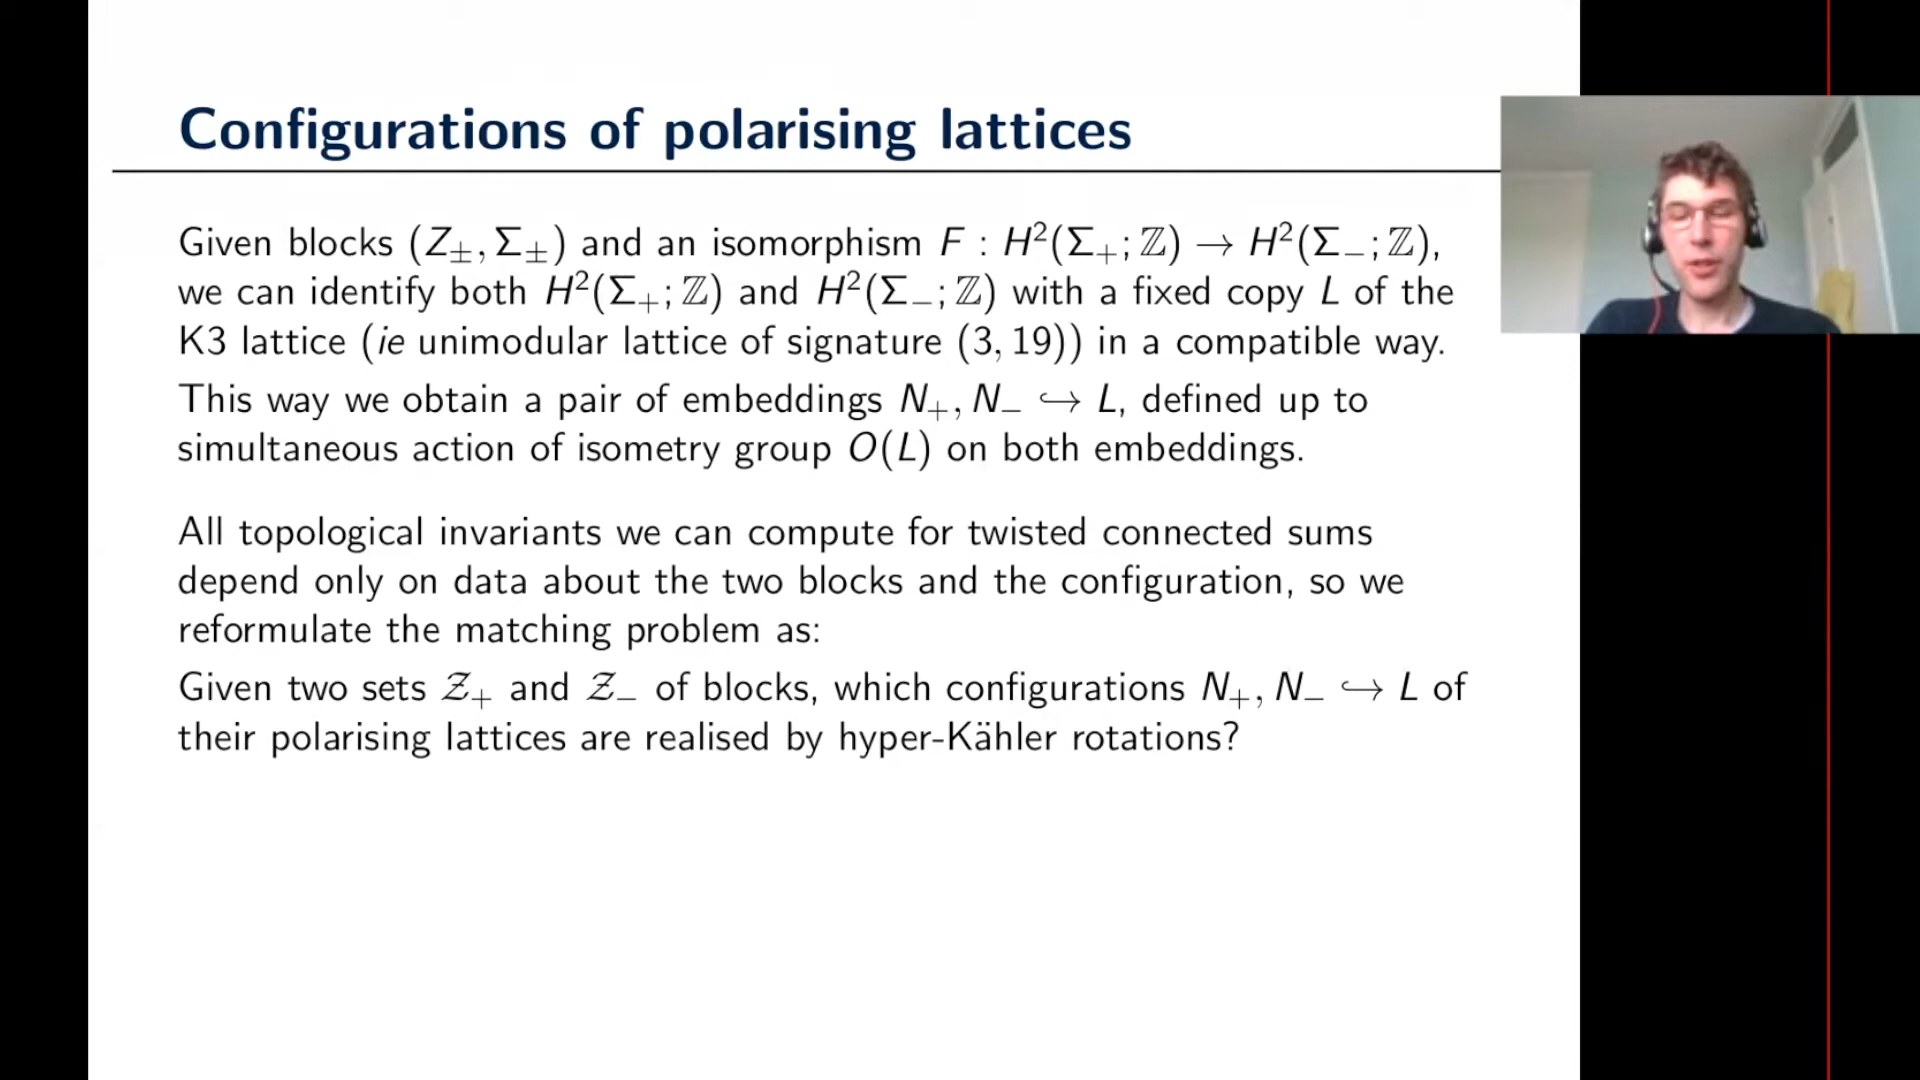 Configurations of polarising lattices
Given blocks (Z±, Σ±) and an isomorphism F : H²(Σ₊; ℤ) → H²(Σ₋; ℤ),
we can identify both H²(Σ₊; ℤ) and H²(Σ₋; ℤ) with a fixed copy L of the
K3 lattice (ie unimodular lattice of signature (3, 19)) in a compatible way.
This way we obtain a pair of embeddings N₊, N₋ ↪ L, defined up to
simultaneous action of isometry group O(L) on both embeddings.
All topological invariants we can compute for twisted connected sums
depend only on data about the two blocks and the configuration, so we
reformulate the matching problem as:
Given two sets 𝒵₊ and 𝒵₋ of blocks, which configurations N₊, N₋ ↪ L of
their polarising lattices are realised by hyper-Kähler rotations?